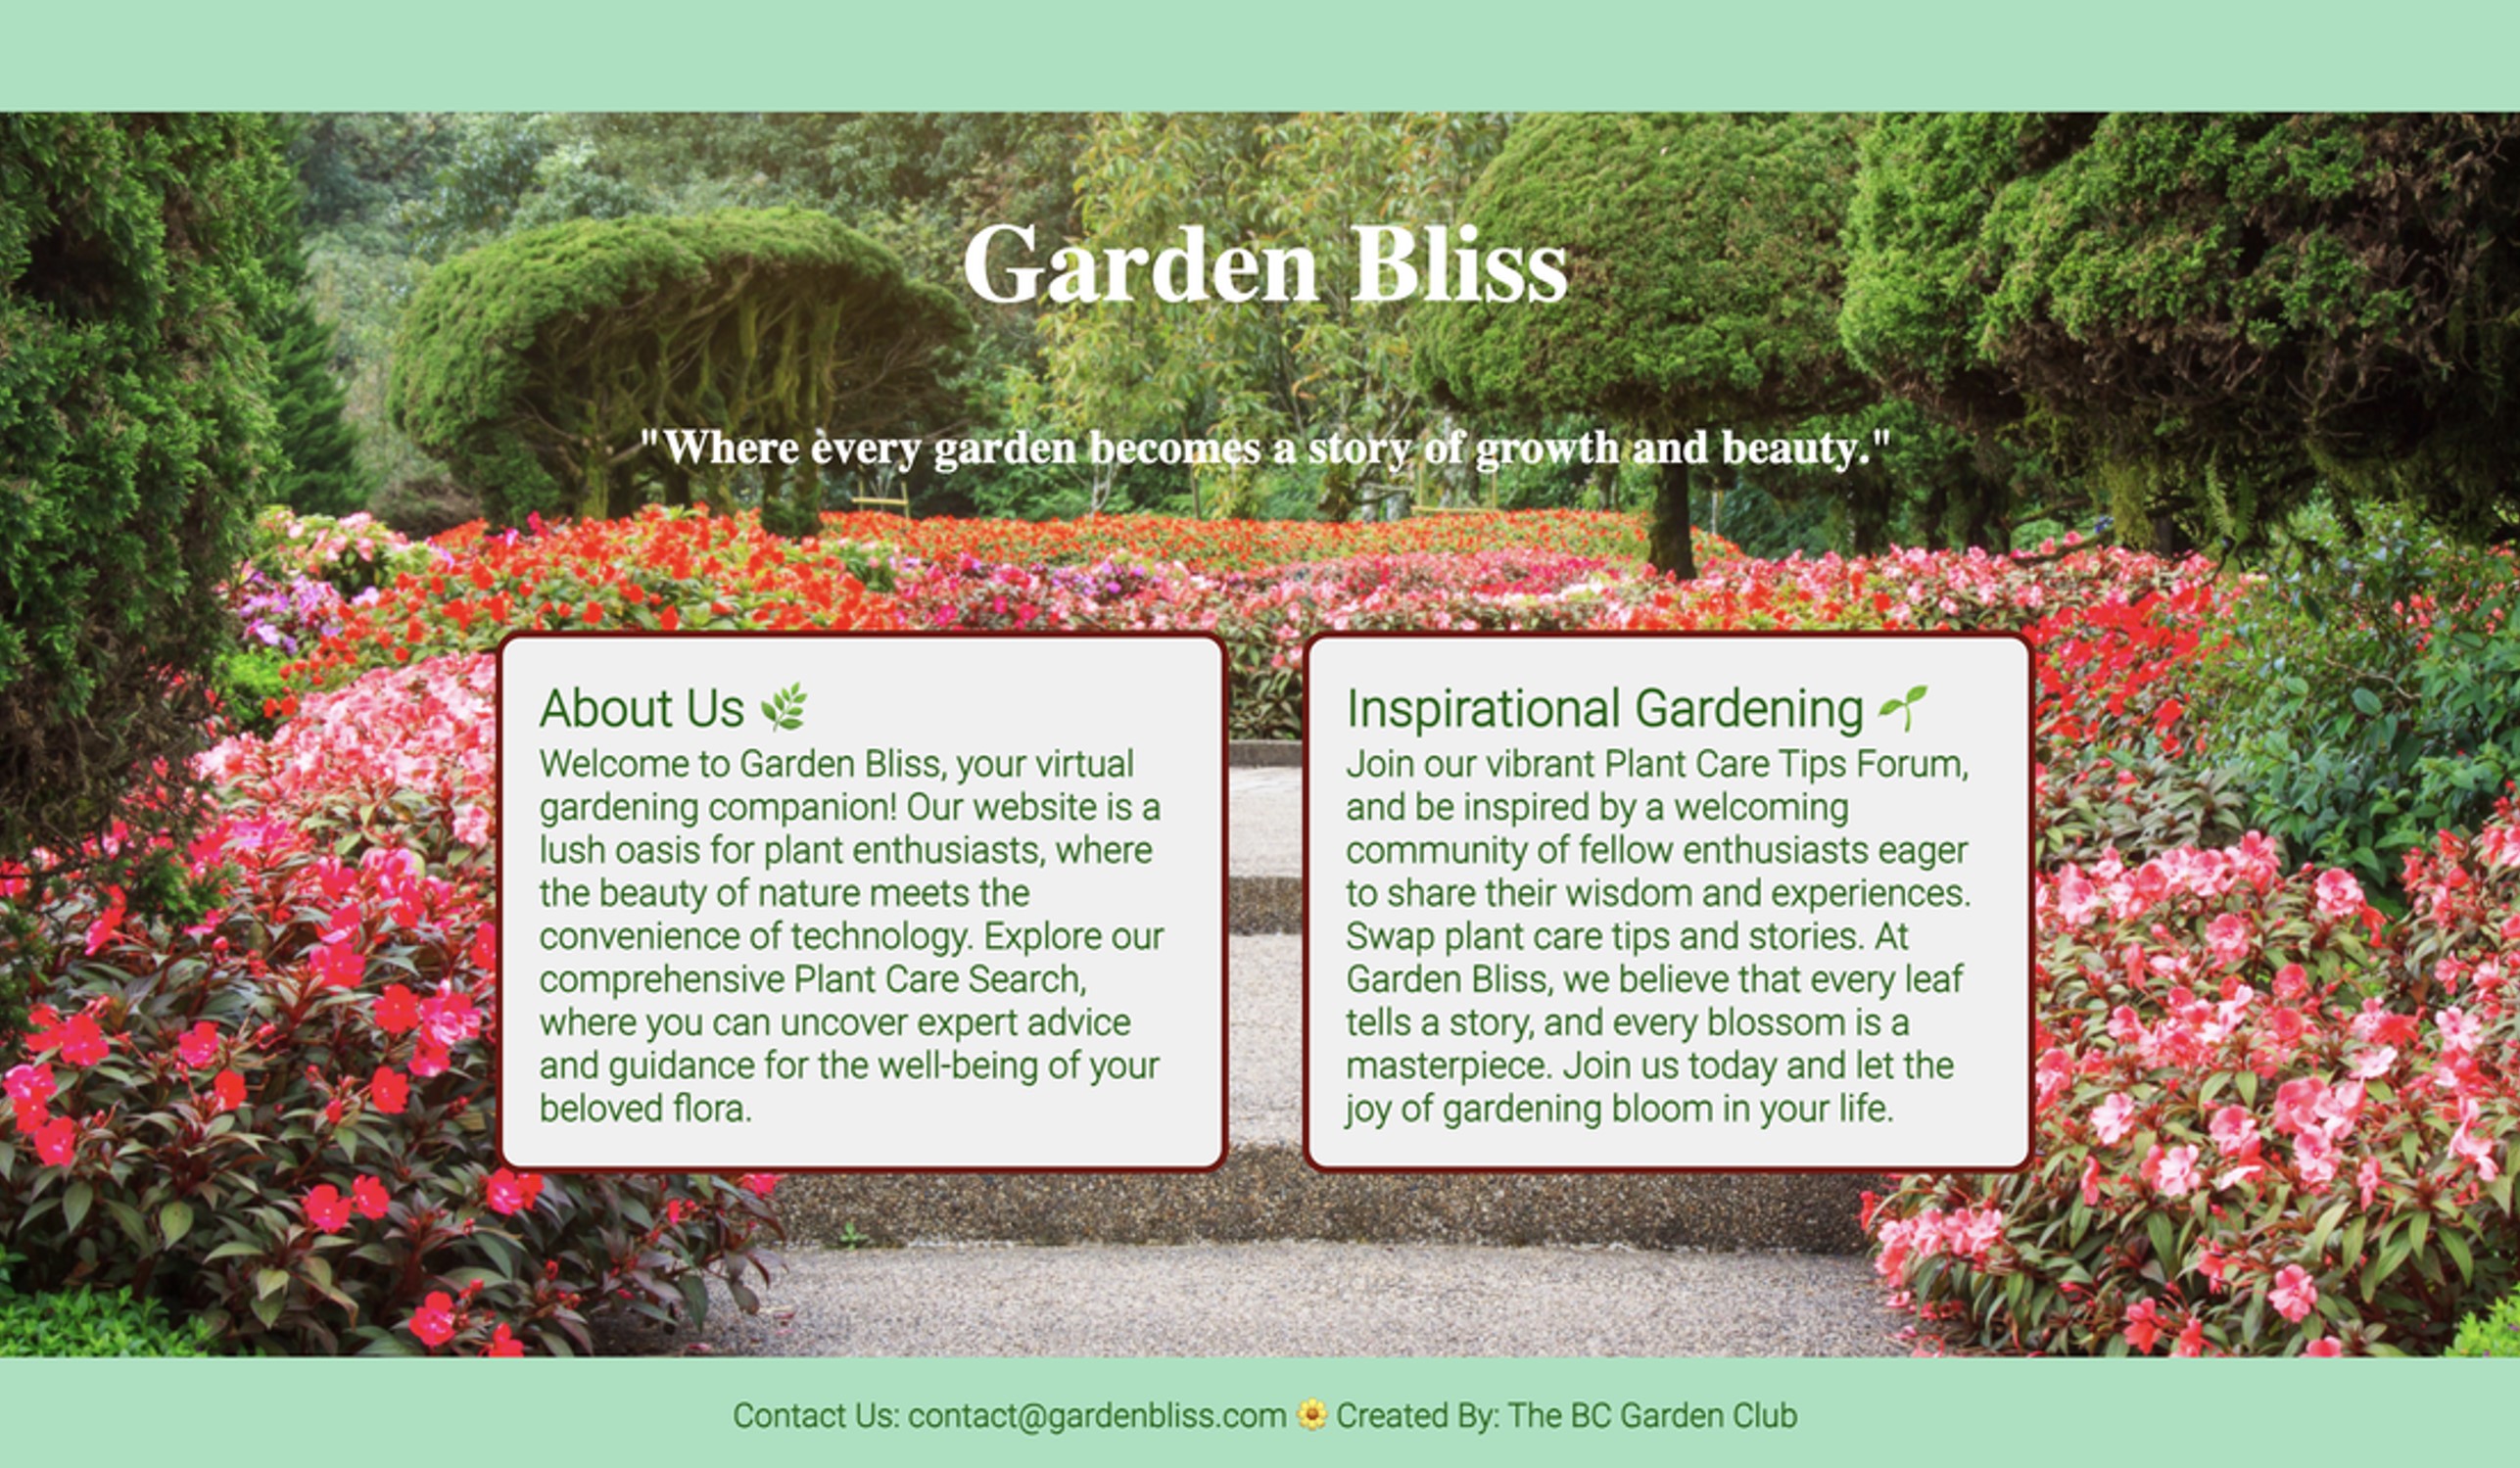 Garden Bliss
"Where every garden becomes a story of growth and beauty."
About Us 🌿
Welcome to Garden Bliss, your virtual
gardening companion! Our website is a
lush oasis for plant enthusiasts, where
the beauty of nature meets the
convenience of technology. Explore our
comprehensive Plant Care Search,
where you can uncover expert advice
and guidance for the well-being of your
beloved flora.
Inspirational Gardening 🌱
Join our vibrant Plant Care Tips Forum,
and be inspired by a welcoming
community of fellow enthusiasts eager
to share their wisdom and experiences.
Swap plant care tips and stories. At
Garden Bliss, we believe that every leaf
tells a story, and every blossom is a
masterpiece. Join us today and let the
joy of gardening bloom in your life.
Contact Us: contact@gardenbliss.com 🌼 Created By: The BC Garden Club